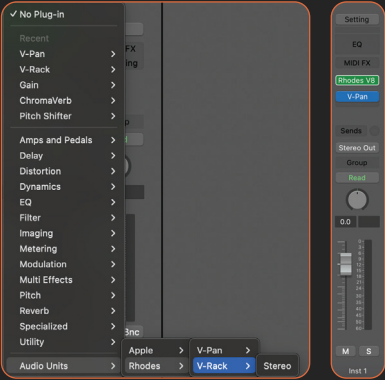 ✓ No Plug-in
Recent
V-Pan >
V-Rack >
Gain >
ChromaVerb >
Pitch Shifter >
Amps and Pedals >
Delay >
Distortion >
Dynamics >
EQ >
Filter >
Imaging >
Metering >
Modulation >
Multi Effects >
Pitch >
Reverb >
Specialized >
Utility >
Audio Units >
Apple >
Rhodes >
V-Pan >
V-Rack >
Stereo
FX
ing
p
Bnc
Setting
EQ
MIDI FX
Rhodes V8
V-Pan
Sends
Stereo Out
Group
Read
0.0
0
3
6
9
12
15
18
21
24
30
35
40
45
50
60
M S
Inst 1